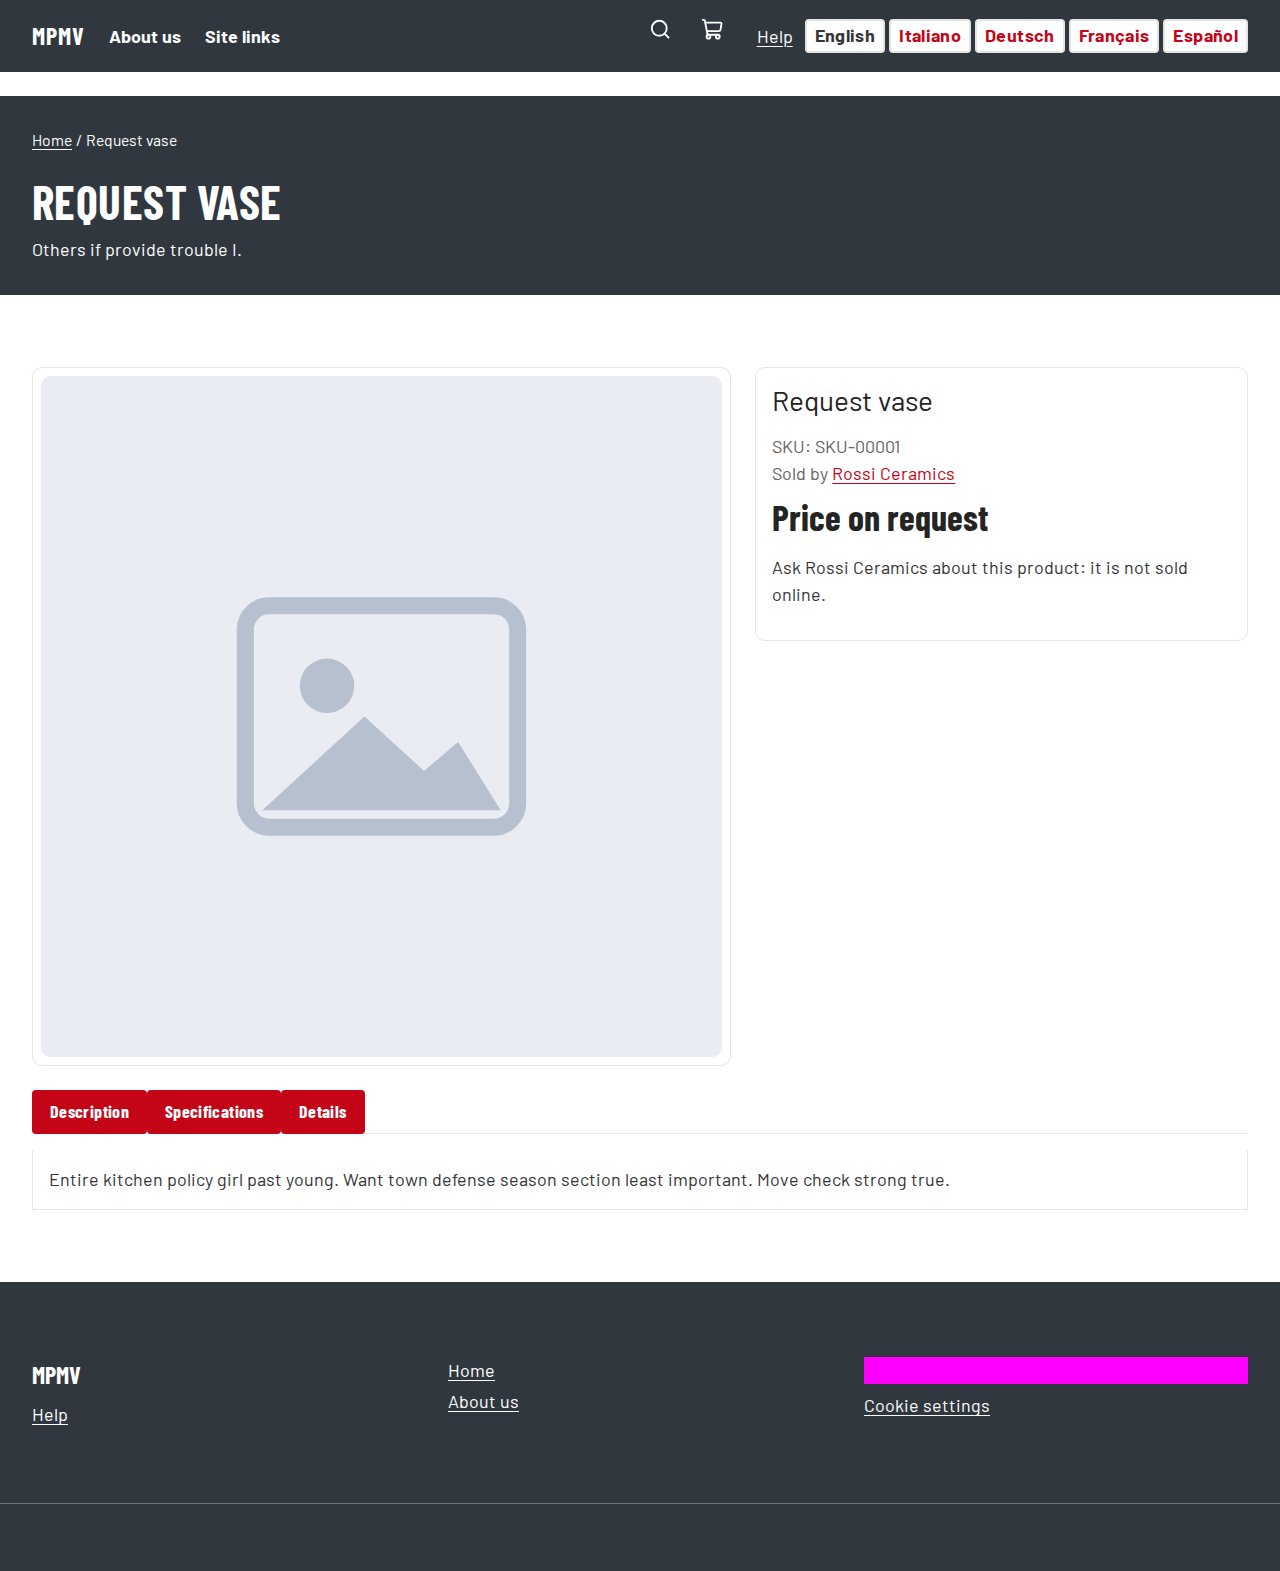 MPMV About us Site links Help English Italiano Deutsch Français Español
Home / Request vase
REQUEST VASE
Others if provide trouble I.
Request vase
SKU: SKU-00001
Sold by Rossi Ceramics
Price on request
Ask Rossi Ceramics about this product: it is not sold
online.
Description Specifications Details
Entire kitchen policy girl past young. Want town defense season section least important. Move check strong true.
MPMV
Help
Home
About us
Cookie settings